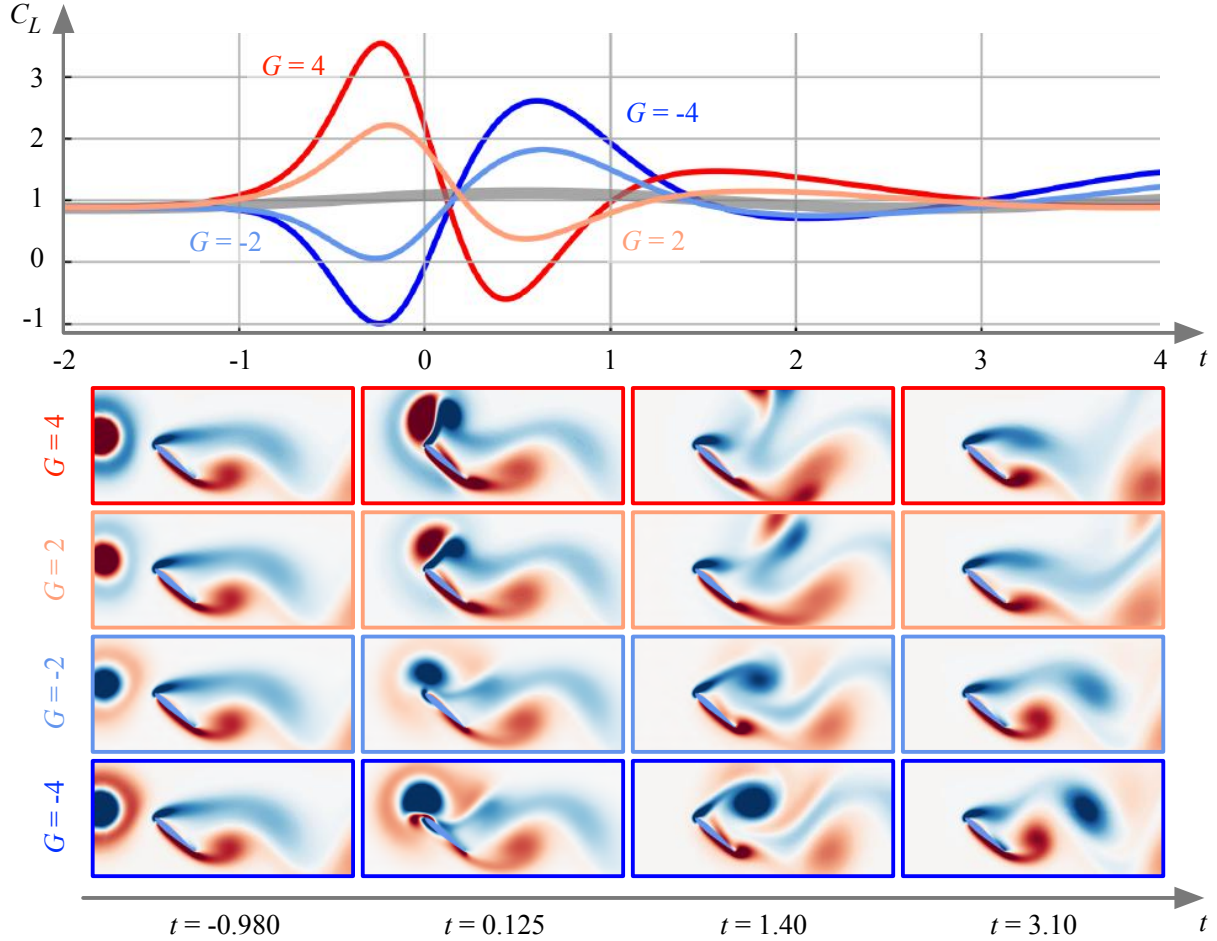 C_L
3
G = 4
2
G = -4
1
G = -2
G = 2
0
-1
-2 -1 0 1 2 3 4 t
G = 4
G = 2
G = -2
G = -4
t = -0.980 t = 0.125 t = 1.40 t = 3.10 t